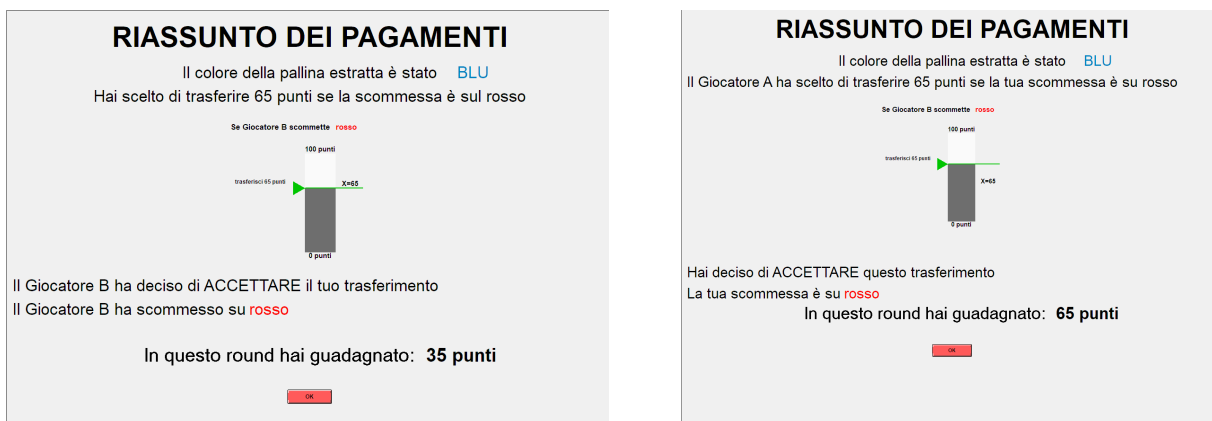 RIASSUNTO DEI PAGAMENTI
Il colore della pallina estratta è stato BLU
Hai scelto di trasferire 65 punti se la scommessa è sul rosso
Se Giocatore B scommette rosso
100 punti
trasferisci 65 punti
X=65
0 punti
Il Giocatore B ha deciso di ACCETTARE il tuo trasferimento
Il Giocatore B ha scommesso su rosso
In questo round hai guadagnato: 35 punti
OK
RIASSUNTO DEI PAGAMENTI
Il colore della pallina estratta è stato BLU
Il Giocatore A ha scelto di trasferire 65 punti se la tua scommessa è su rosso
Se Giocatore B scommette rosso
100 punti
trasferisci 65 punti
X=65
0 punti
Hai deciso di ACCETTARE questo trasferimento
La tua scommessa è su rosso
In questo round hai guadagnato: 65 punti
OK